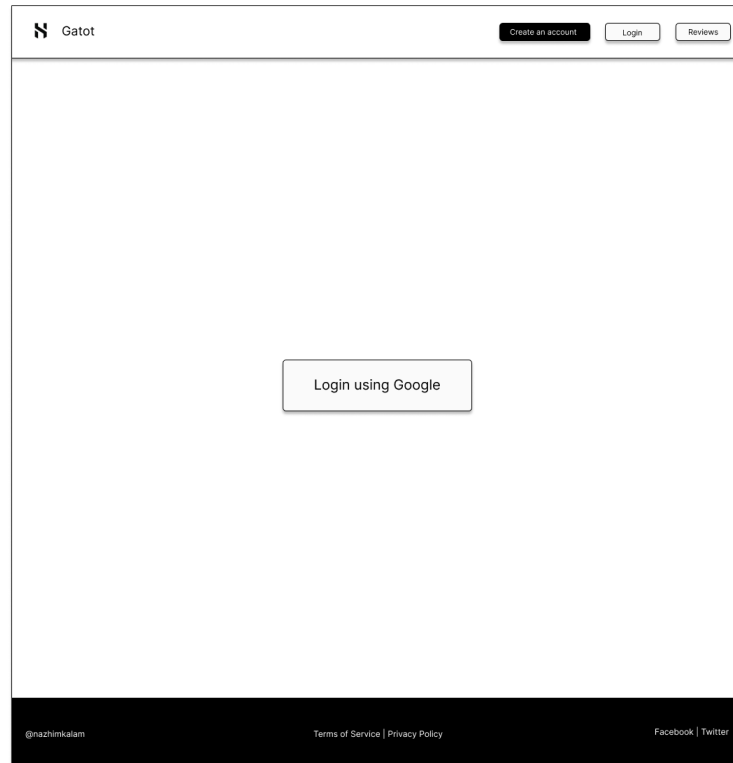 Gatot
Create an account
Login
Reviews
Login using Google
@nazhimkalam
Terms of Service | Privacy Policy
Facebook | Twitter